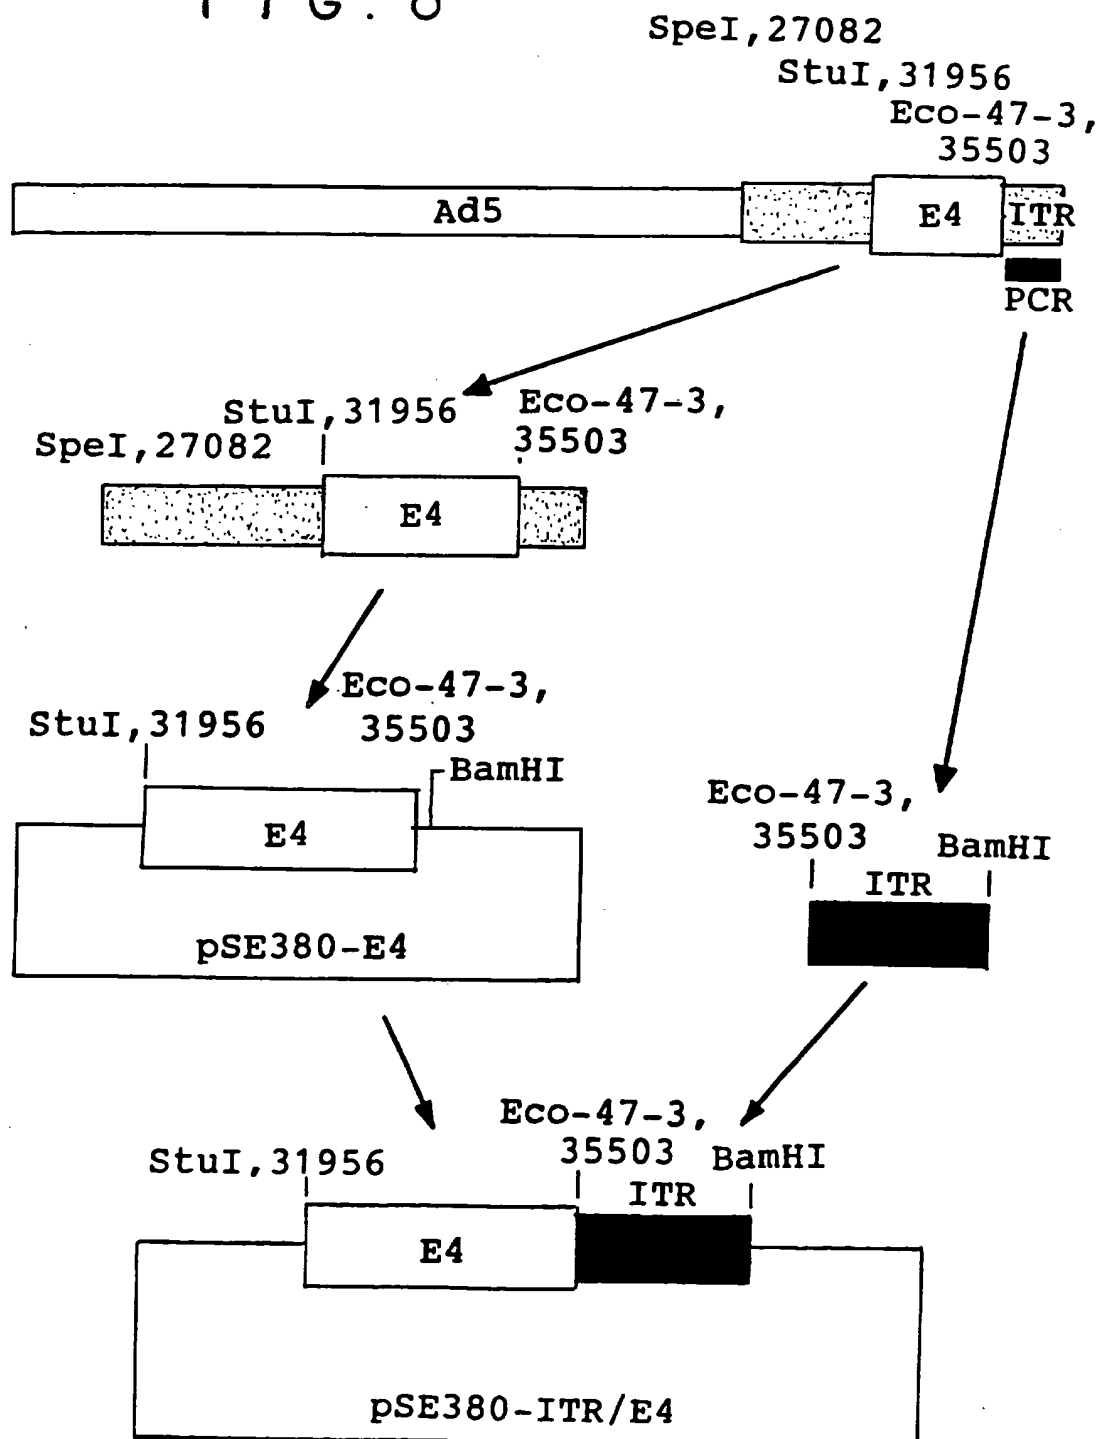 FIG. 8
SpeI,27082
StuI,31956
Eco-47-3,
35503
Ad5
E4
ITR
PCR
StuI,31956
Eco-47-3,
35503
SpeI,27082
E4
Eco-47-3,
35503
StuI,31956
BamHI
E4
pSE380-E4
Eco-47-3,
35503
BamHI
ITR
Eco-47-3,
35503
StuI,31956
BamHI
ITR
E4
pSE380-ITR/E4